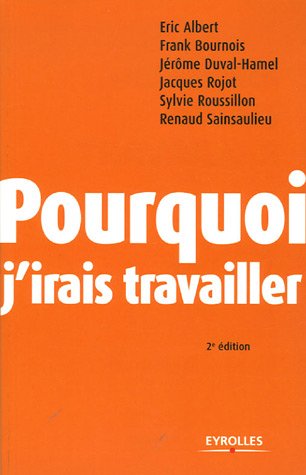 Eric Albert
Frank Bournois
Jérôme Duval-Hamel
Jacques Rojot
Sylvie Roussillon
Renaud Sainsaulieu
Pourquoi
j'irais travailler
2e édition
EYROLLES